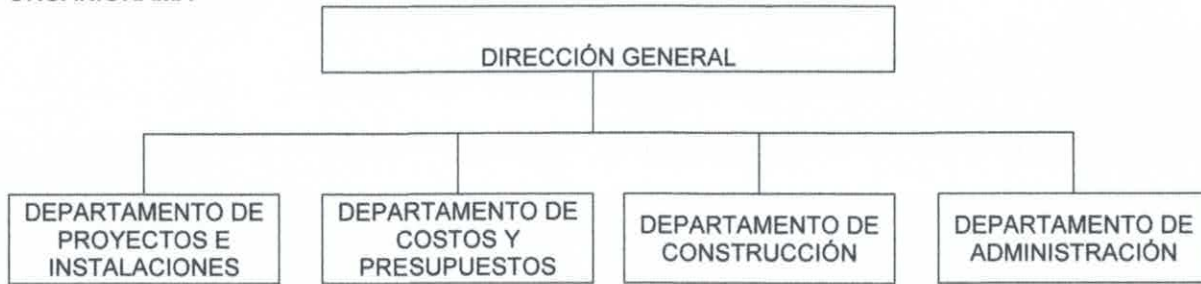 DIRECCIÓN GENERAL
DEPARTAMENTO DE
PROYECTOS E
INSTALACIONES
DEPARTAMENTO DE
COSTOS Y
PRESUPUESTOS
DEPARTAMENTO DE
CONSTRUCCIÓN
DEPARTAMENTO DE
ADMINISTRACIÓN